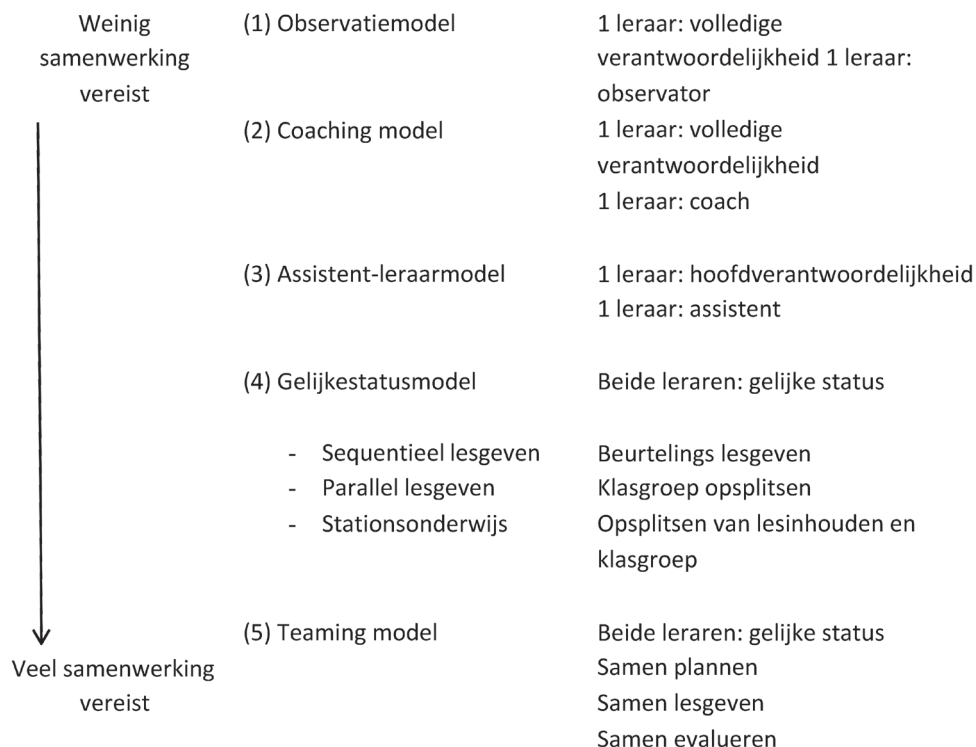 Weinig
samenwerking
vereist
(1) Observatiemodel
1 leraar: volledige
verantwoordelijkheid 1 leraar:
observator
(2) Coaching model
1 leraar: volledige
verantwoordelijkheid
1 leraar: coach
(3) Assistent-leraarmodel
1 leraar: hoofdverantwoordelijkheid
1 leraar: assistent
(4) Gelijkestatusmodel
Beide leraren: gelijke status
- Sequentieel lesgeven
Beurtelings lesgeven
- Parallel lesgeven
Klasgroep opsplitsen
- Stationsonderwijs
Opsplitsen van lesinhouden en
klasgroep
(5) Teaming model
Beide leraren: gelijke status
Samen plannen
Samen lesgeven
Samen evalueren
Veel samenwerking
vereist